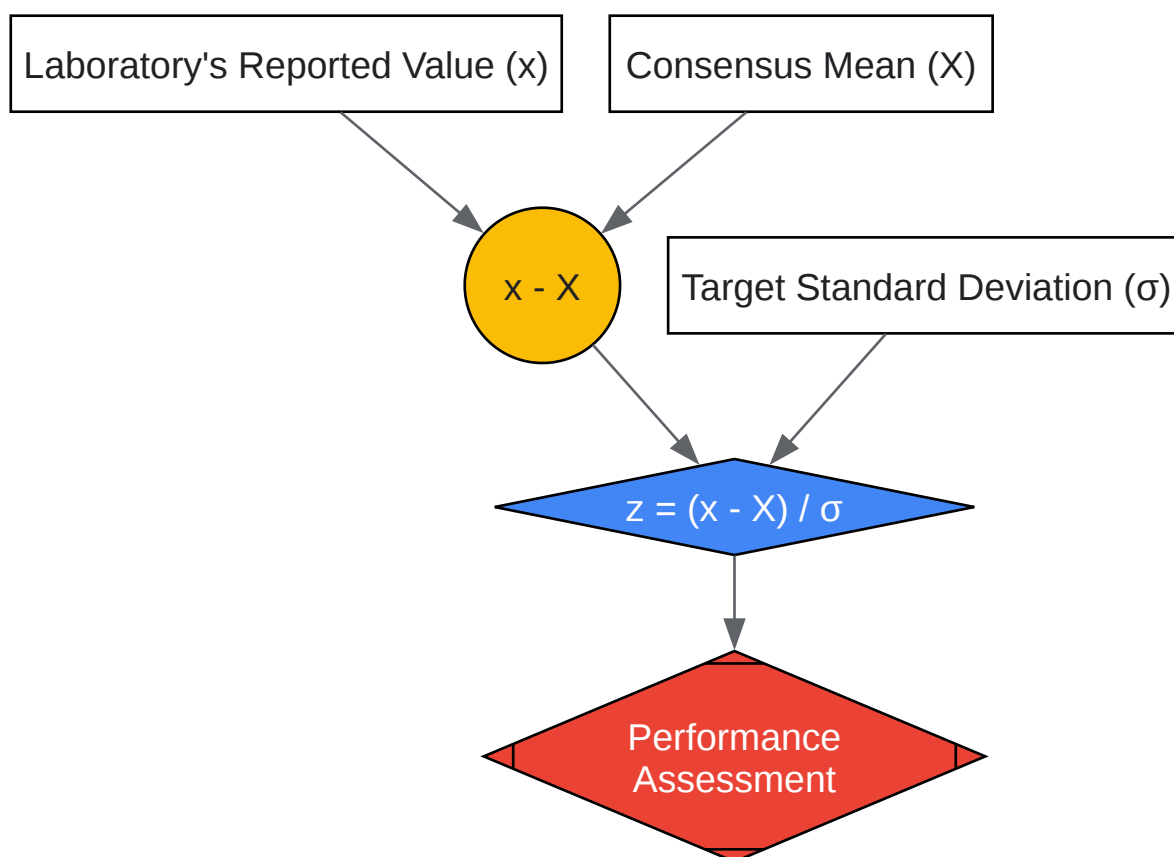 Laboratory's Reported Value (x)
Consensus Mean (X)
x - X
Target Standard Deviation (σ)
z = (x - X) / σ
Performance
Assessment